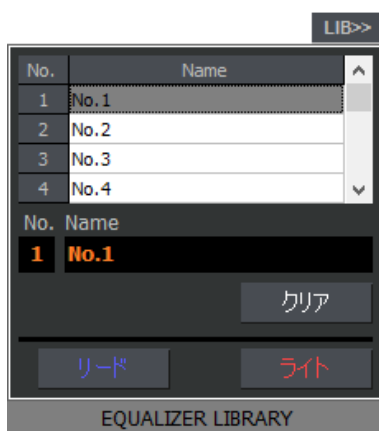 LIB>>
No. Name
1 No.1
2 No.2
3 No.3
4 No.4
No. Name
1 No.1
クリア
リード ライト
EQUALIZER LIBRARY